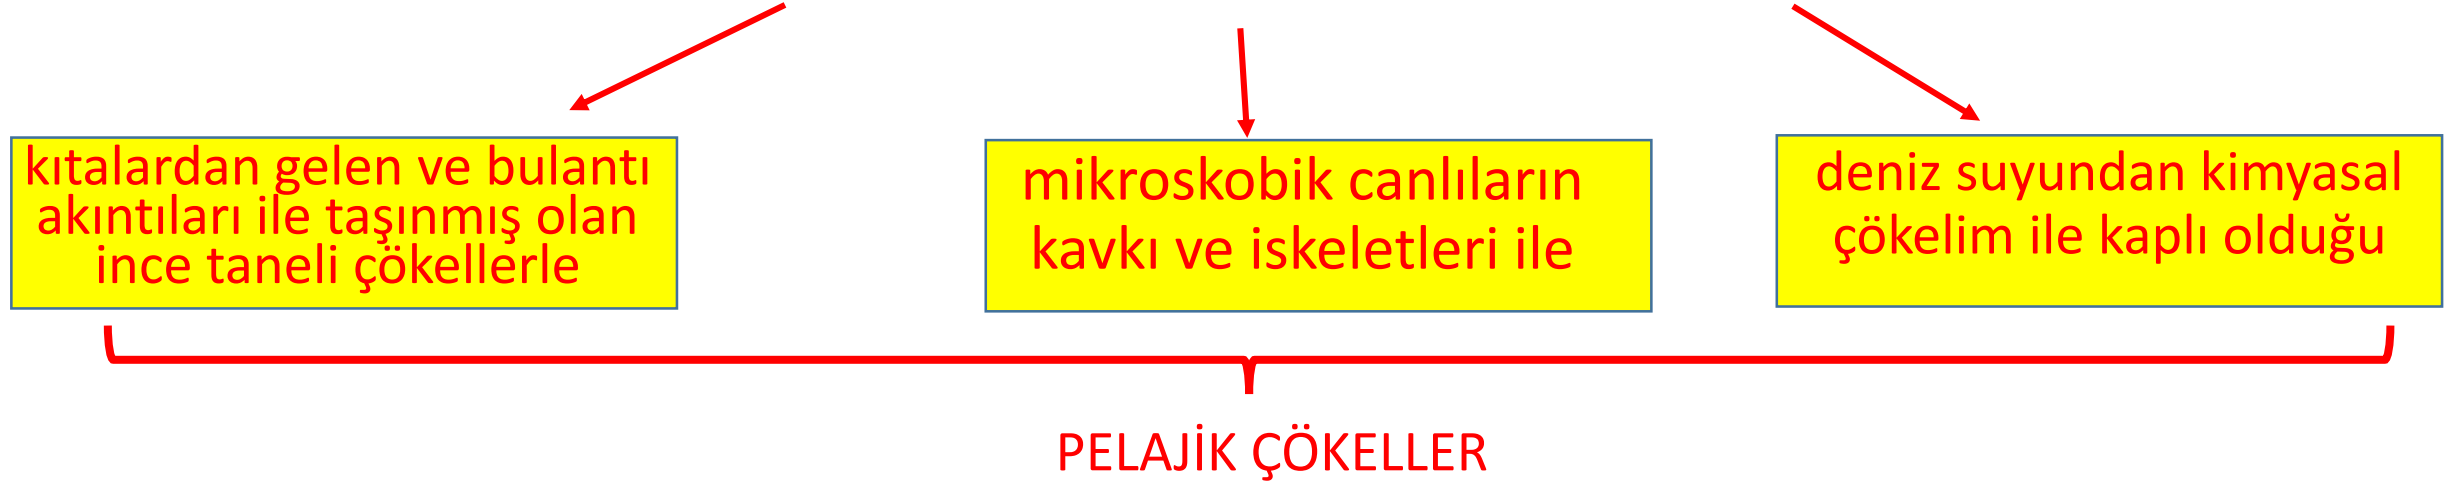 kıtalardan gelen ve bulantı
akıntıları ile taşınmış olan
ince taneli çökellerle
mikroskobik canlıların
kavkı ve iskeletleri ile
deniz suyundan kimyasal
çökelim ile kaplı olduğu
PELAJİK ÇÖKELLER